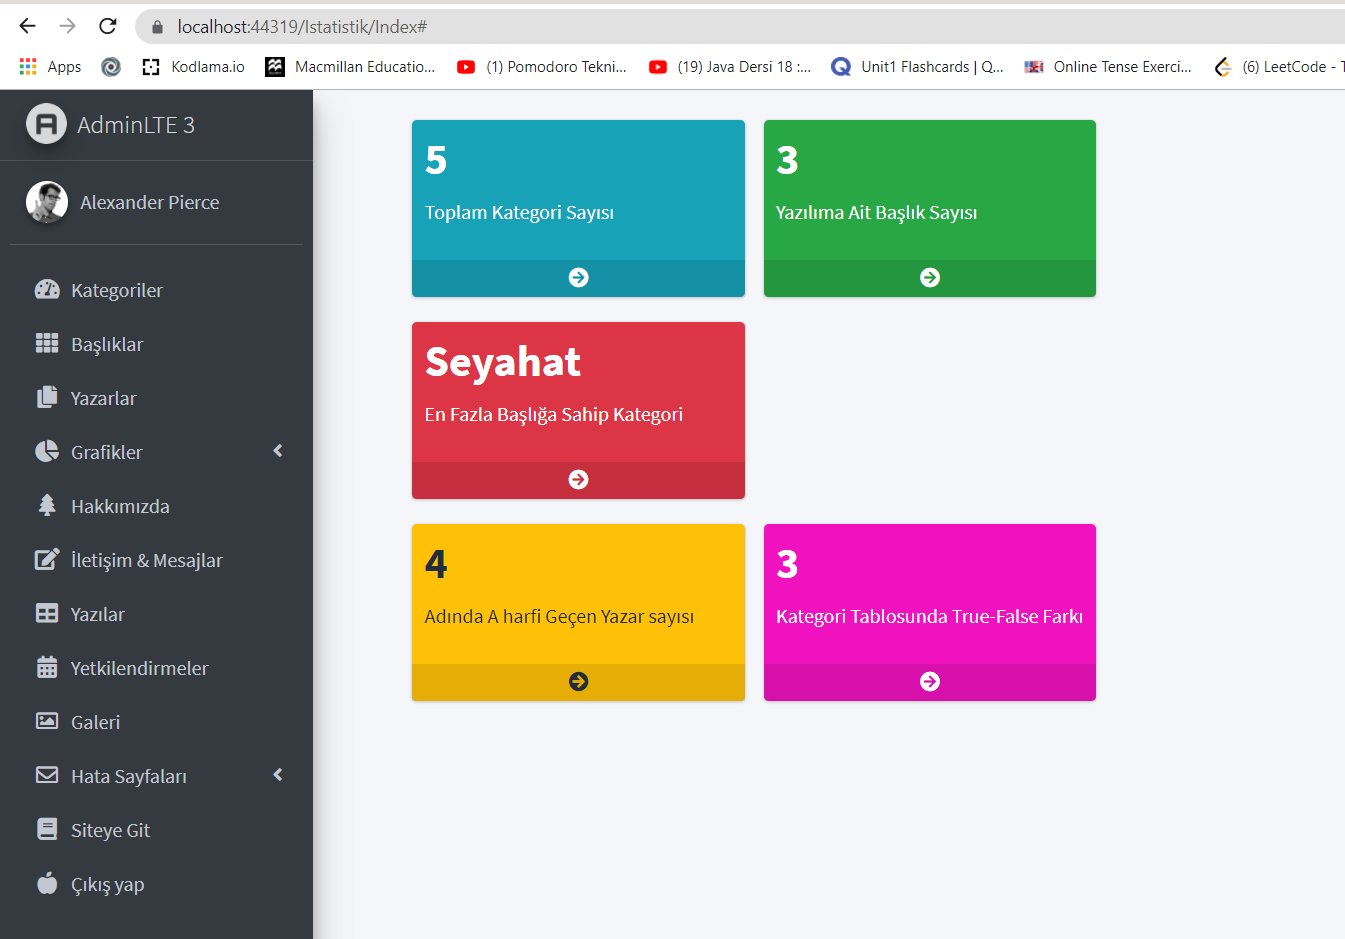 localhost:44319/Istatistik/Index#
Apps Kodlama.io Macmillan Educatio... (1) Pomodoro Tekni... (19) Java Dersi 18 :... Unit1 Flashcards | Q... Online Tense Exerci... (6) LeetCode - T
AdminLTE 3
Alexander Pierce
Kategoriler
Başlıklar
Yazarlar
Grafikler
Hakkımızda
İletişim & Mesajlar
Yazılar
Yetkilendirmeler
Galeri
Hata Sayfaları
Siteye Git
Çıkış yap
5
Toplam Kategori Sayısı
3
Yazılıma Ait Başlık Sayısı
Seyahat
En Fazla Başlığa Sahip Kategori
4
Adında A harfi Geçen Yazar sayısı
3
Kategori Tablosunda True-False Farkı